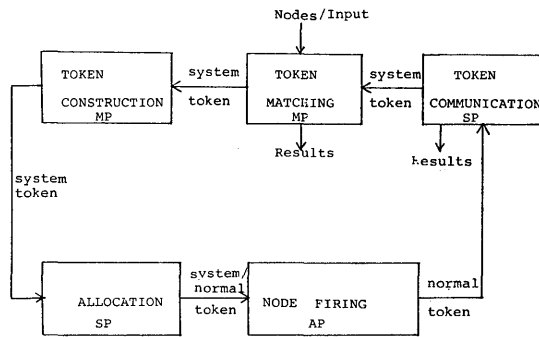 Nodes/Input
TOKEN
CONSTRUCTION
MP
system
token
TOKEN
MATCHING
MP
system
token
TOKEN
COMMUNICATION
SP
Results
Results
system
token
ALLOCATION
SP
system/
normal
token
NODE FIRING
AP
normal
token